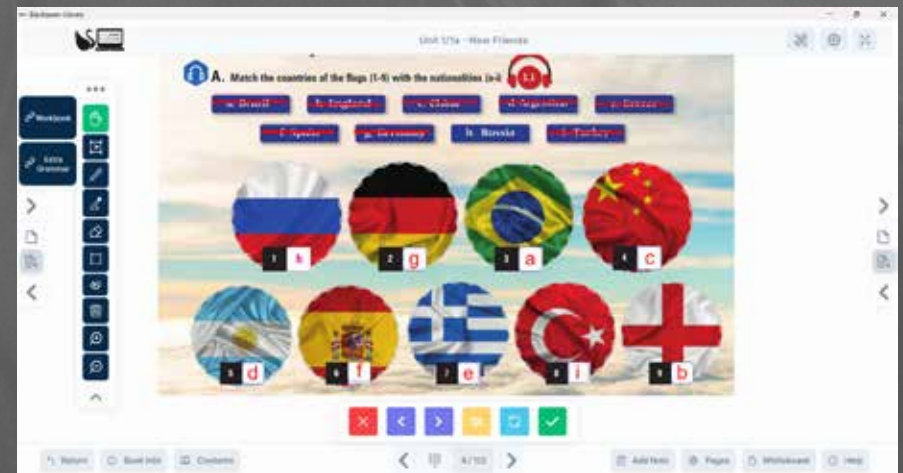 Unit 1/1a - New Friends
A. Match the countries of the flags (1-9) with the nationalities (a-i) 1.1
a. Brazil b. England c. China d. Argentina e. Greece
f. Spain g. Germany h. Russia i. Turkey
Workbook
Extra
Grammar
1 h 2 g 3 a 4 c
5 d 6 f 7 e 8 i 9 b
Return Book Info Contents Add Note Pages Whiteboard Help